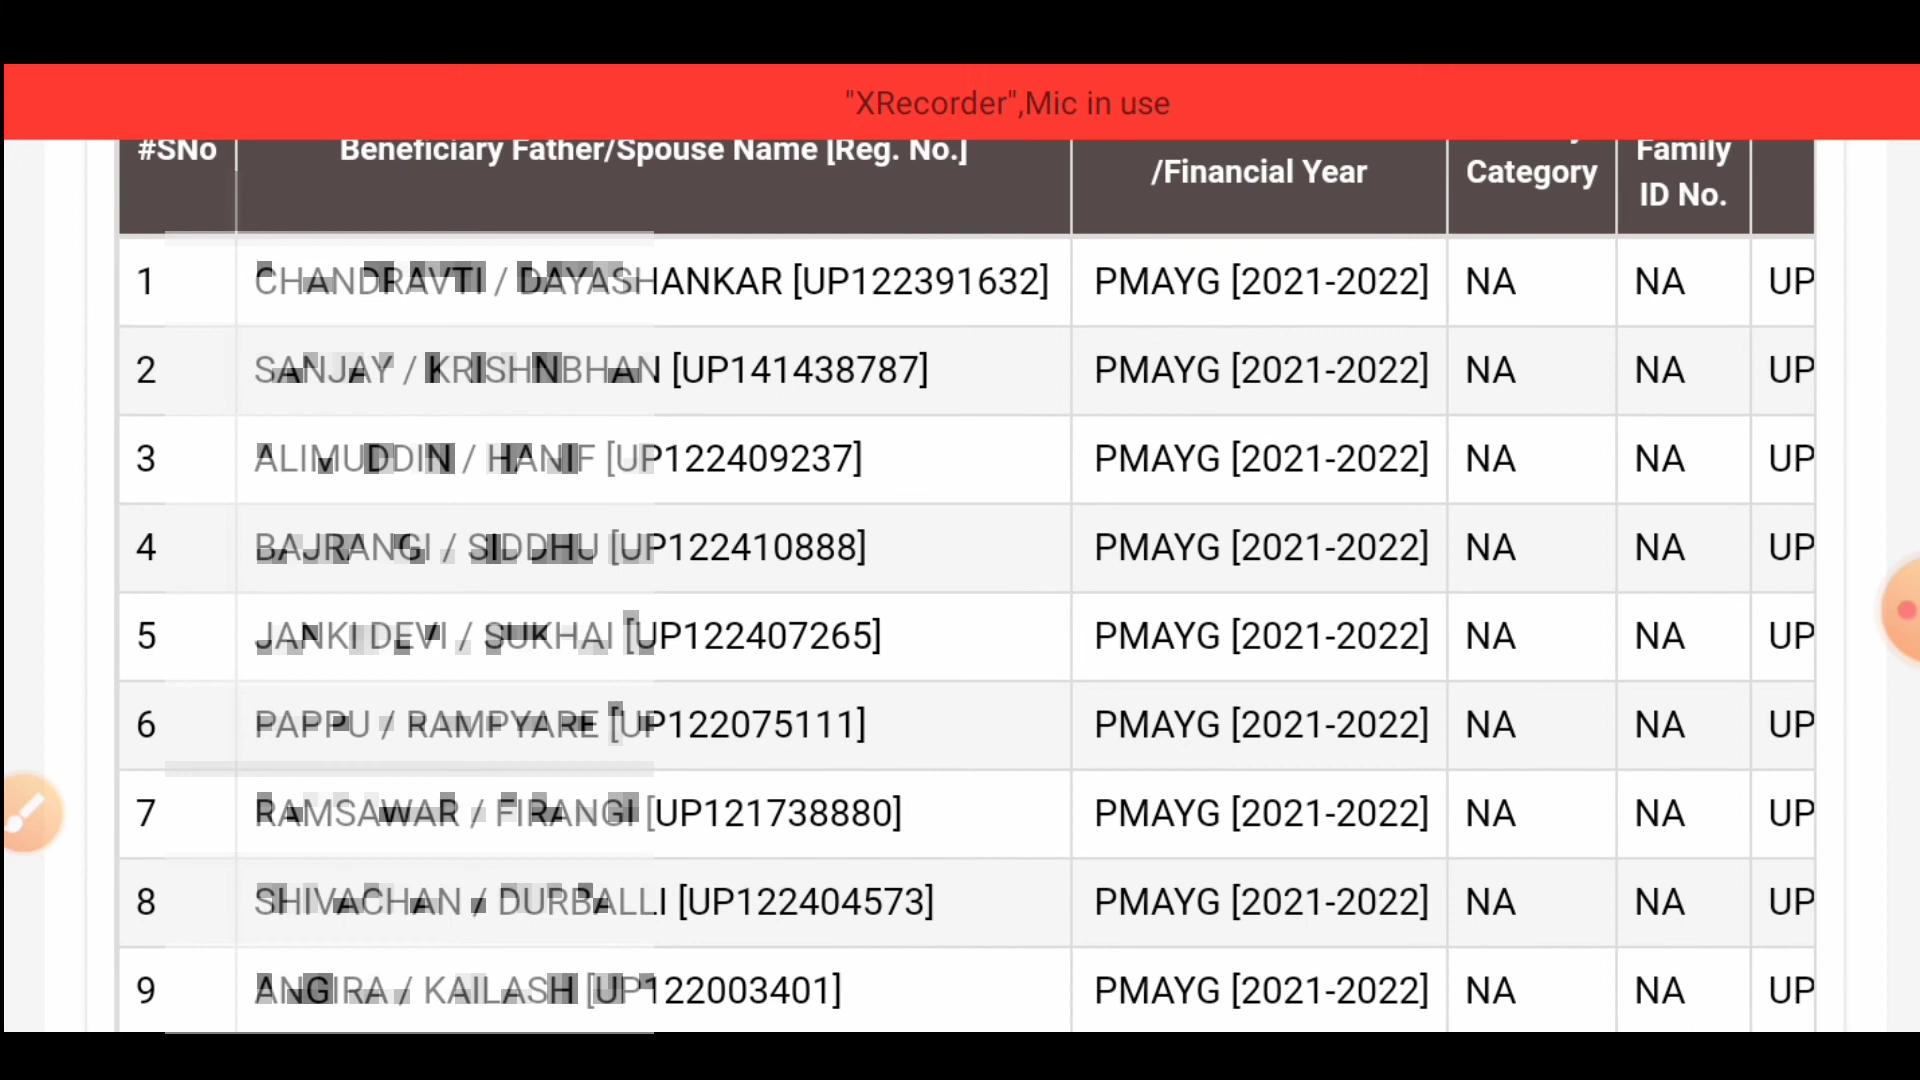 "XRecorder",Mic in use
#SNo Beneficiary Father/Spouse Name [Reg. No.] /Financial Year Category Family ID No.
1 CHANDRAVTI / DAYASHANKAR [UP122391632] PMAYG [2021-2022] NA NA UP
2 SANJAY / KRISHNBHAN [UP141438787] PMAYG [2021-2022] NA NA UP
3 ALIMUDDIN / HANIF [UP122409237] PMAYG [2021-2022] NA NA UP
4 BAJRANGI / SIDDHU [UP122410888] PMAYG [2021-2022] NA NA UP
5 JANKI DEVI / SUKHAI [UP122407265] PMAYG [2021-2022] NA NA UP
6 PAPPU / RAMPYARE [UP122075111] PMAYG [2021-2022] NA NA UP
7 RAMSAWAR / FIRANGI [UP121738880] PMAYG [2021-2022] NA NA UP
8 SHIVACHAN / DURBALLI [UP122404573] PMAYG [2021-2022] NA NA UP
9 ANGIRA / KAILASH [UP122003401] PMAYG [2021-2022] NA NA UP